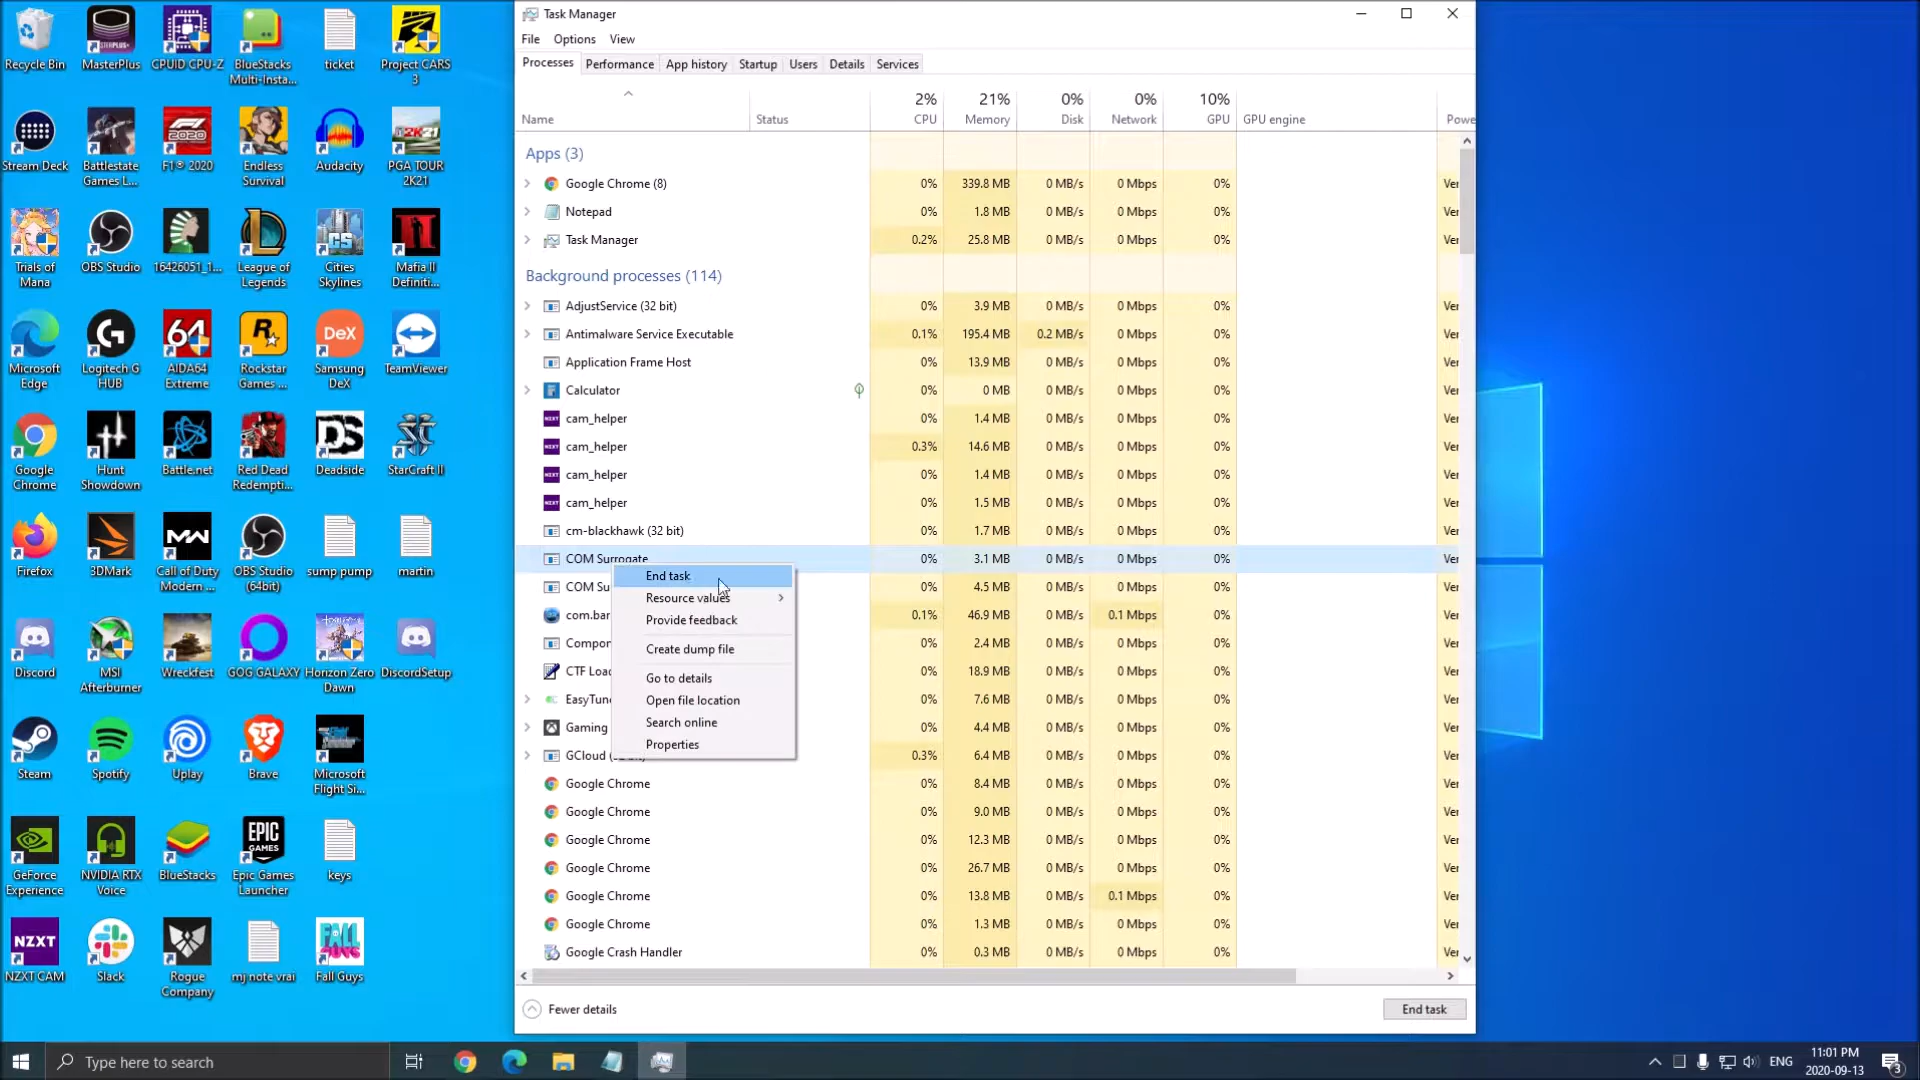 Recycle Bin
MasterPlus
CPUID CPU-Z
BlueStacks
Multi-Insta...
ticket
Project CARS
3
Stream Deck
Battlestate
Games L...
F1® 2020
Endless
Survival
Audacity
PGA TOUR
2K21
Trials of
Mana
OBS Studio
16426051_1...
League of
Legends
Cities
Skylines
Mafia II
Definiti...
Microsoft
Edge
Logitech G
HUB
AIDA64
Extreme
Rockstar
Games ...
Samsung
DeX
TeamViewer
Google
Chrome
Hunt
Showdown
Battle.net
Red Dead
Redempti...
Deadside
StarCraft II
Firefox
3DMark
Call of Duty
Modern ...
OBS Studio
(64bit)
sump pump
martin
Discord
MSI
Afterburner
Wreckfest
GOG GALAXY
Horizon Zero
Dawn
DiscordSetup
Steam
Spotify
Uplay
Brave
Microsoft
Flight Si...
GeForce
Experience
NVIDIA RTX
Voice
BlueStacks
Epic Games
Launcher
keys
NZXT CAM
Slack
Rogue
Company
mj note vrai
Fall Guys
Task Manager
File Options View
Processes Performance App history Startup Users Details Services
2% 21% 0% 0% 10%
Name Status CPU Memory Disk Network GPU GPU engine Powe
Apps (3)
Google Chrome (8) 0% 339.8 MB 0 MB/s 0 Mbps 0% Ver
Notepad 0% 1.8 MB 0 MB/s 0 Mbps 0% Ver
Task Manager 0.2% 25.8 MB 0 MB/s 0 Mbps 0% Ver
Background processes (114)
AdjustService (32 bit) 0% 3.9 MB 0 MB/s 0 Mbps 0% Ver
Antimalware Service Executable 0.1% 195.4 MB 0.2 MB/s 0 Mbps 0% Ver
Application Frame Host 0% 13.9 MB 0 MB/s 0 Mbps 0% Ver
Calculator 0% 0 MB 0 MB/s 0 Mbps 0% Ver
cam_helper 0% 1.4 MB 0 MB/s 0 Mbps 0% Ver
cam_helper 0.3% 14.6 MB 0 MB/s 0 Mbps 0% Ver
cam_helper 0% 1.4 MB 0 MB/s 0 Mbps 0% Ver
cam_helper 0% 1.5 MB 0 MB/s 0 Mbps 0% Ver
cm-blackhawk (32 bit) 0% 1.7 MB 0 MB/s 0 Mbps 0% Ver
COM Surrogate 0% 3.1 MB 0 MB/s 0 Mbps 0% Ver
COM Su 0% 4.5 MB 0 MB/s 0 Mbps 0% Ver
com.bar 0.1% 46.9 MB 0 MB/s 0.1 Mbps 0% Ver
Compon 0% 2.4 MB 0 MB/s 0 Mbps 0% Ver
CTF Loa 0% 18.9 MB 0 MB/s 0 Mbps 0% Ver
EasyTune 0% 7.6 MB 0 MB/s 0 Mbps 0% Ver
Gaming 0% 4.4 MB 0 MB/s 0 Mbps 0% Ver
GCloud 0.3% 6.4 MB 0 MB/s 0 Mbps 0% Ver
Google Chrome 0% 8.4 MB 0 MB/s 0 Mbps 0% Ver
Google Chrome 0% 9.0 MB 0 MB/s 0 Mbps 0% Ver
Google Chrome 0% 12.3 MB 0 MB/s 0 Mbps 0% Ver
Google Chrome 0% 26.7 MB 0 MB/s 0 Mbps 0% Ver
Google Chrome 0% 13.8 MB 0 MB/s 0.1 Mbps 0% Ver
Google Chrome 0% 1.3 MB 0 MB/s 0 Mbps 0% Ver
Google Crash Handler 0% 0.3 MB 0 MB/s 0 Mbps 0% Ver
End task
Resource values
Provide feedback
Create dump file
Go to details
Open file location
Search online
Properties
Fewer details
End task
Type here to search
ENG
11:01 PM
2020-09-13
3